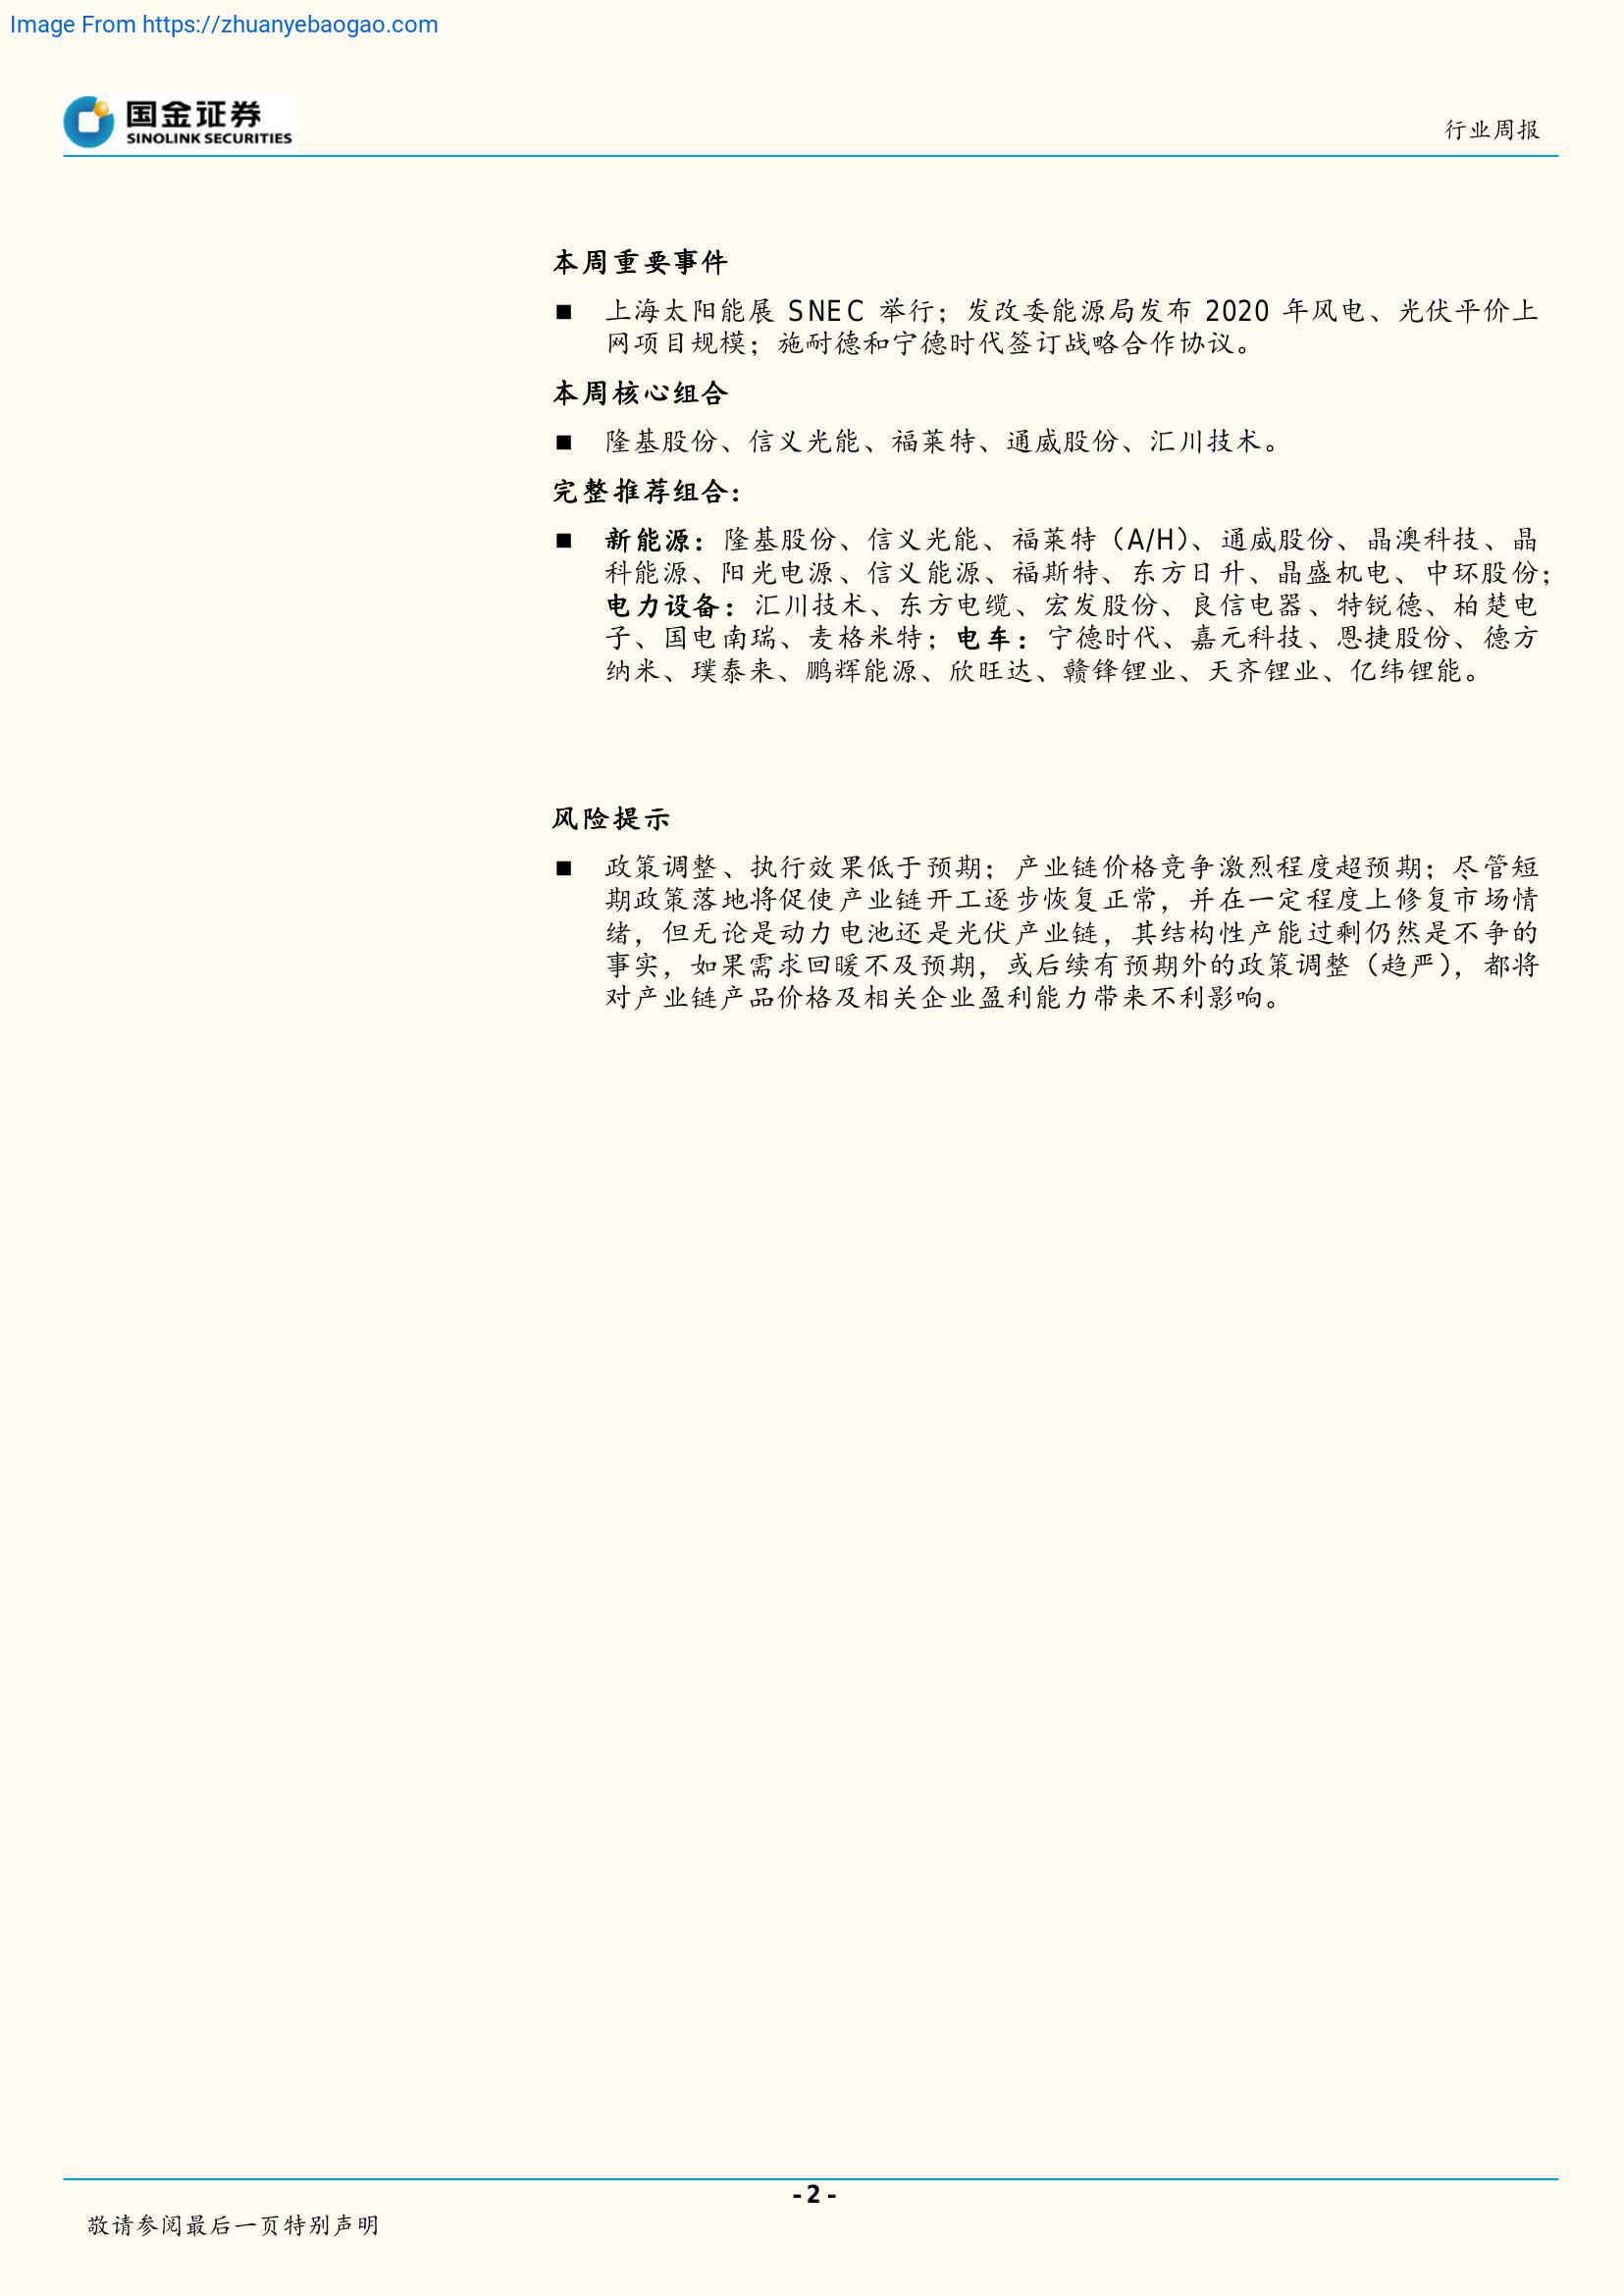 Image From https://zhuanyebaogao.com
国金证券
SINOLINK SECURITIES
行业周报
本周重要事件
■ 上海太阳能展 SNEC 举行；发改委能源局发布 2020 年风电、光伏平价上
网项目规模；施耐德和宁德时代签订战略合作协议。
本周核心组合
■ 隆基股份、信义光能、福莱特、通威股份、汇川技术。
完整推荐组合：
■ 新能源：隆基股份、信义光能、福莱特（A/H）、通威股份、晶澳科技、晶
科能源、阳光电源、信义能源、福斯特、东方日升、晶盛机电、中环股份；
电力设备：汇川技术、东方电缆、宏发股份、良信电器、特锐德、柏楚电
子、国电南瑞、麦格米特；电车：宁德时代、嘉元科技、恩捷股份、德方
纳米、璞泰来、鹏辉能源、欣旺达、赣锋锂业、天齐锂业、亿纬锂能。
风险提示
■ 政策调整、执行效果低于预期；产业链价格竞争激烈程度超预期；尽管短
期政策落地将促使产业链开工逐步恢复正常，并在一定程度上修复市场情
绪，但无论是动力电池还是光伏产业链，其结构性产能过剩仍然是不争的
事实，如果需求回暖不及预期，或后续有预期外的政策调整（趋严），都将
对产业链产品价格及相关企业盈利能力带来不利影响。
- 2 -
敬请参阅最后一页特别声明